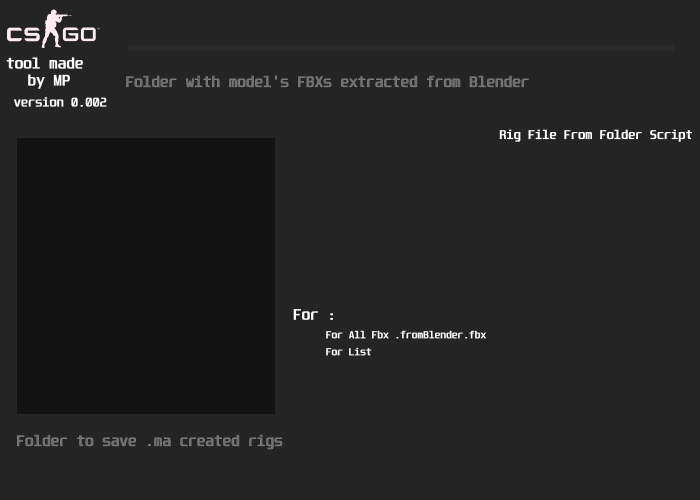 CS GO
tool made
by MP
version 0.002
Folder with model's FBXs extracted from Blender
Rig File From Folder Script
For :
For All Fbx .fromBlender.fbx
For List
Folder to save .ma created rigs